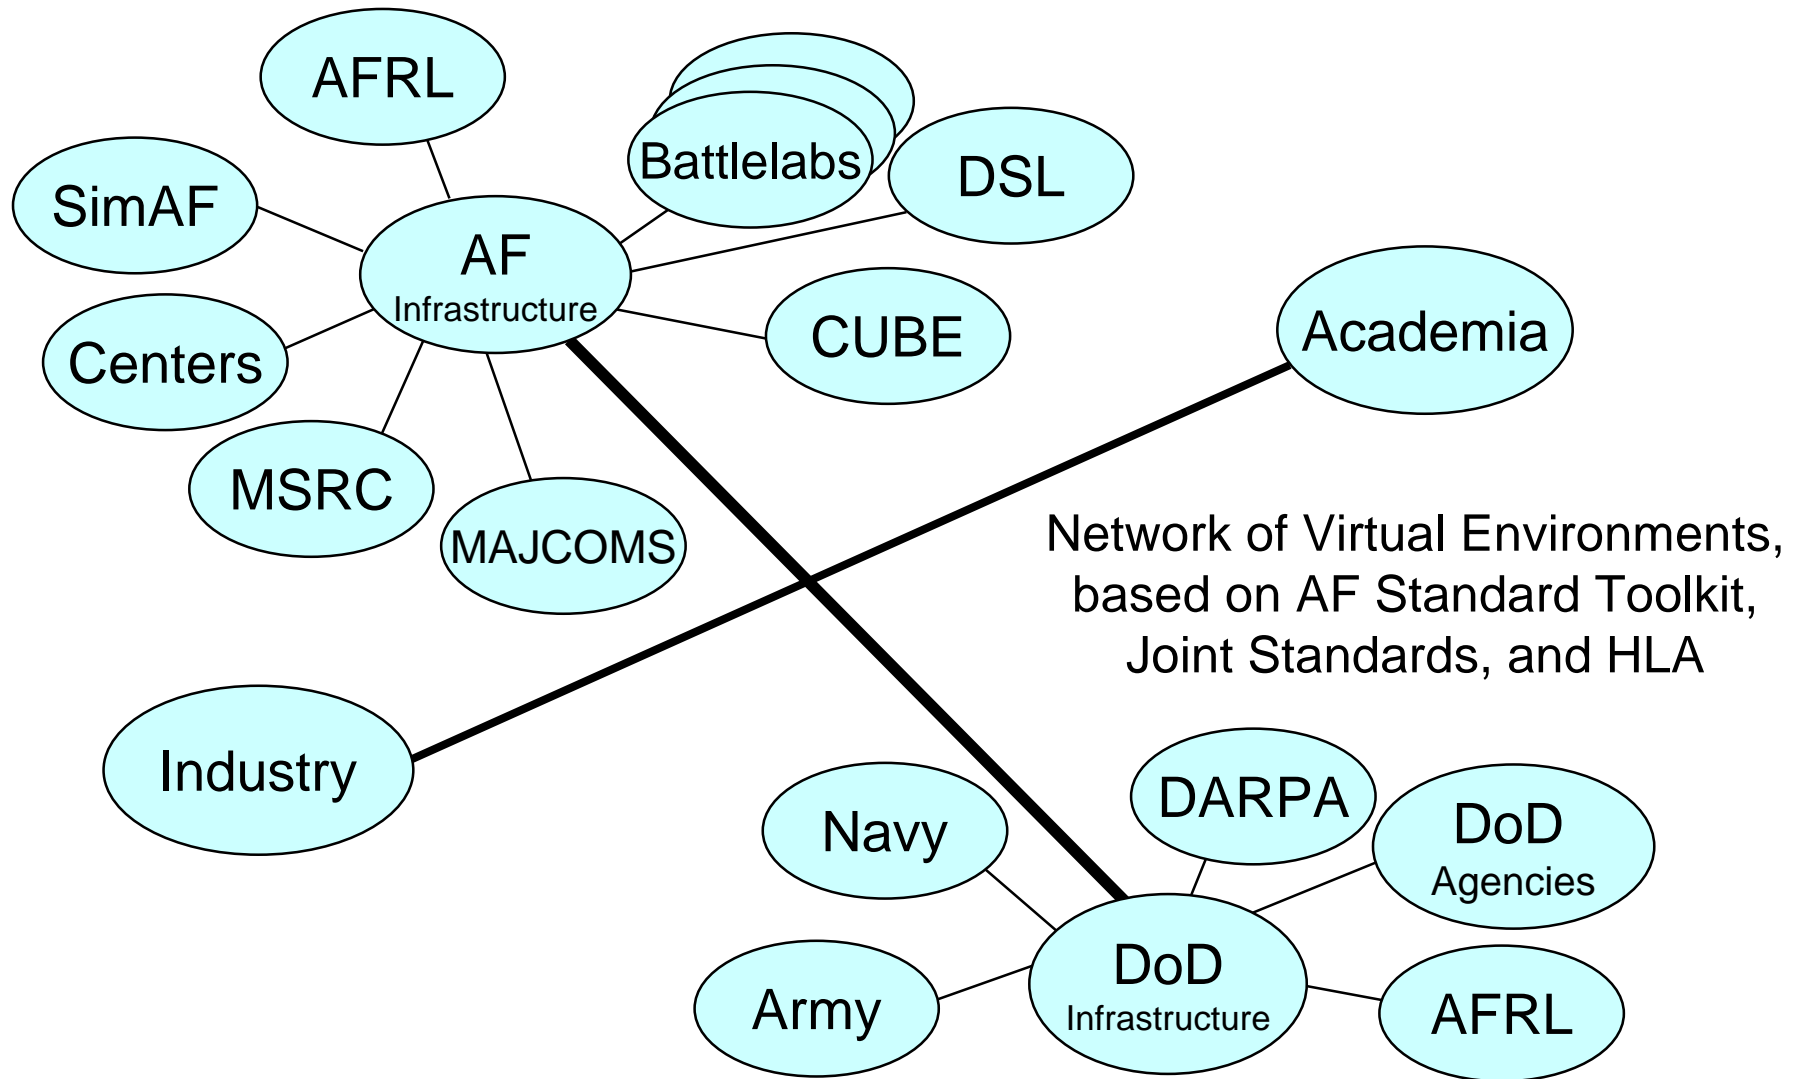 AFRL
Battlelabs
DSL
SimAF
AF
Infrastructure
CUBE
Academia
Centers
MSRC
MAJCOMS
Network of Virtual Environments,
based on AF Standard Toolkit,
Joint Standards, and HLA
Industry
Navy
DARPA
DoD
Agencies
Army
DoD
Infrastructure
AFRL